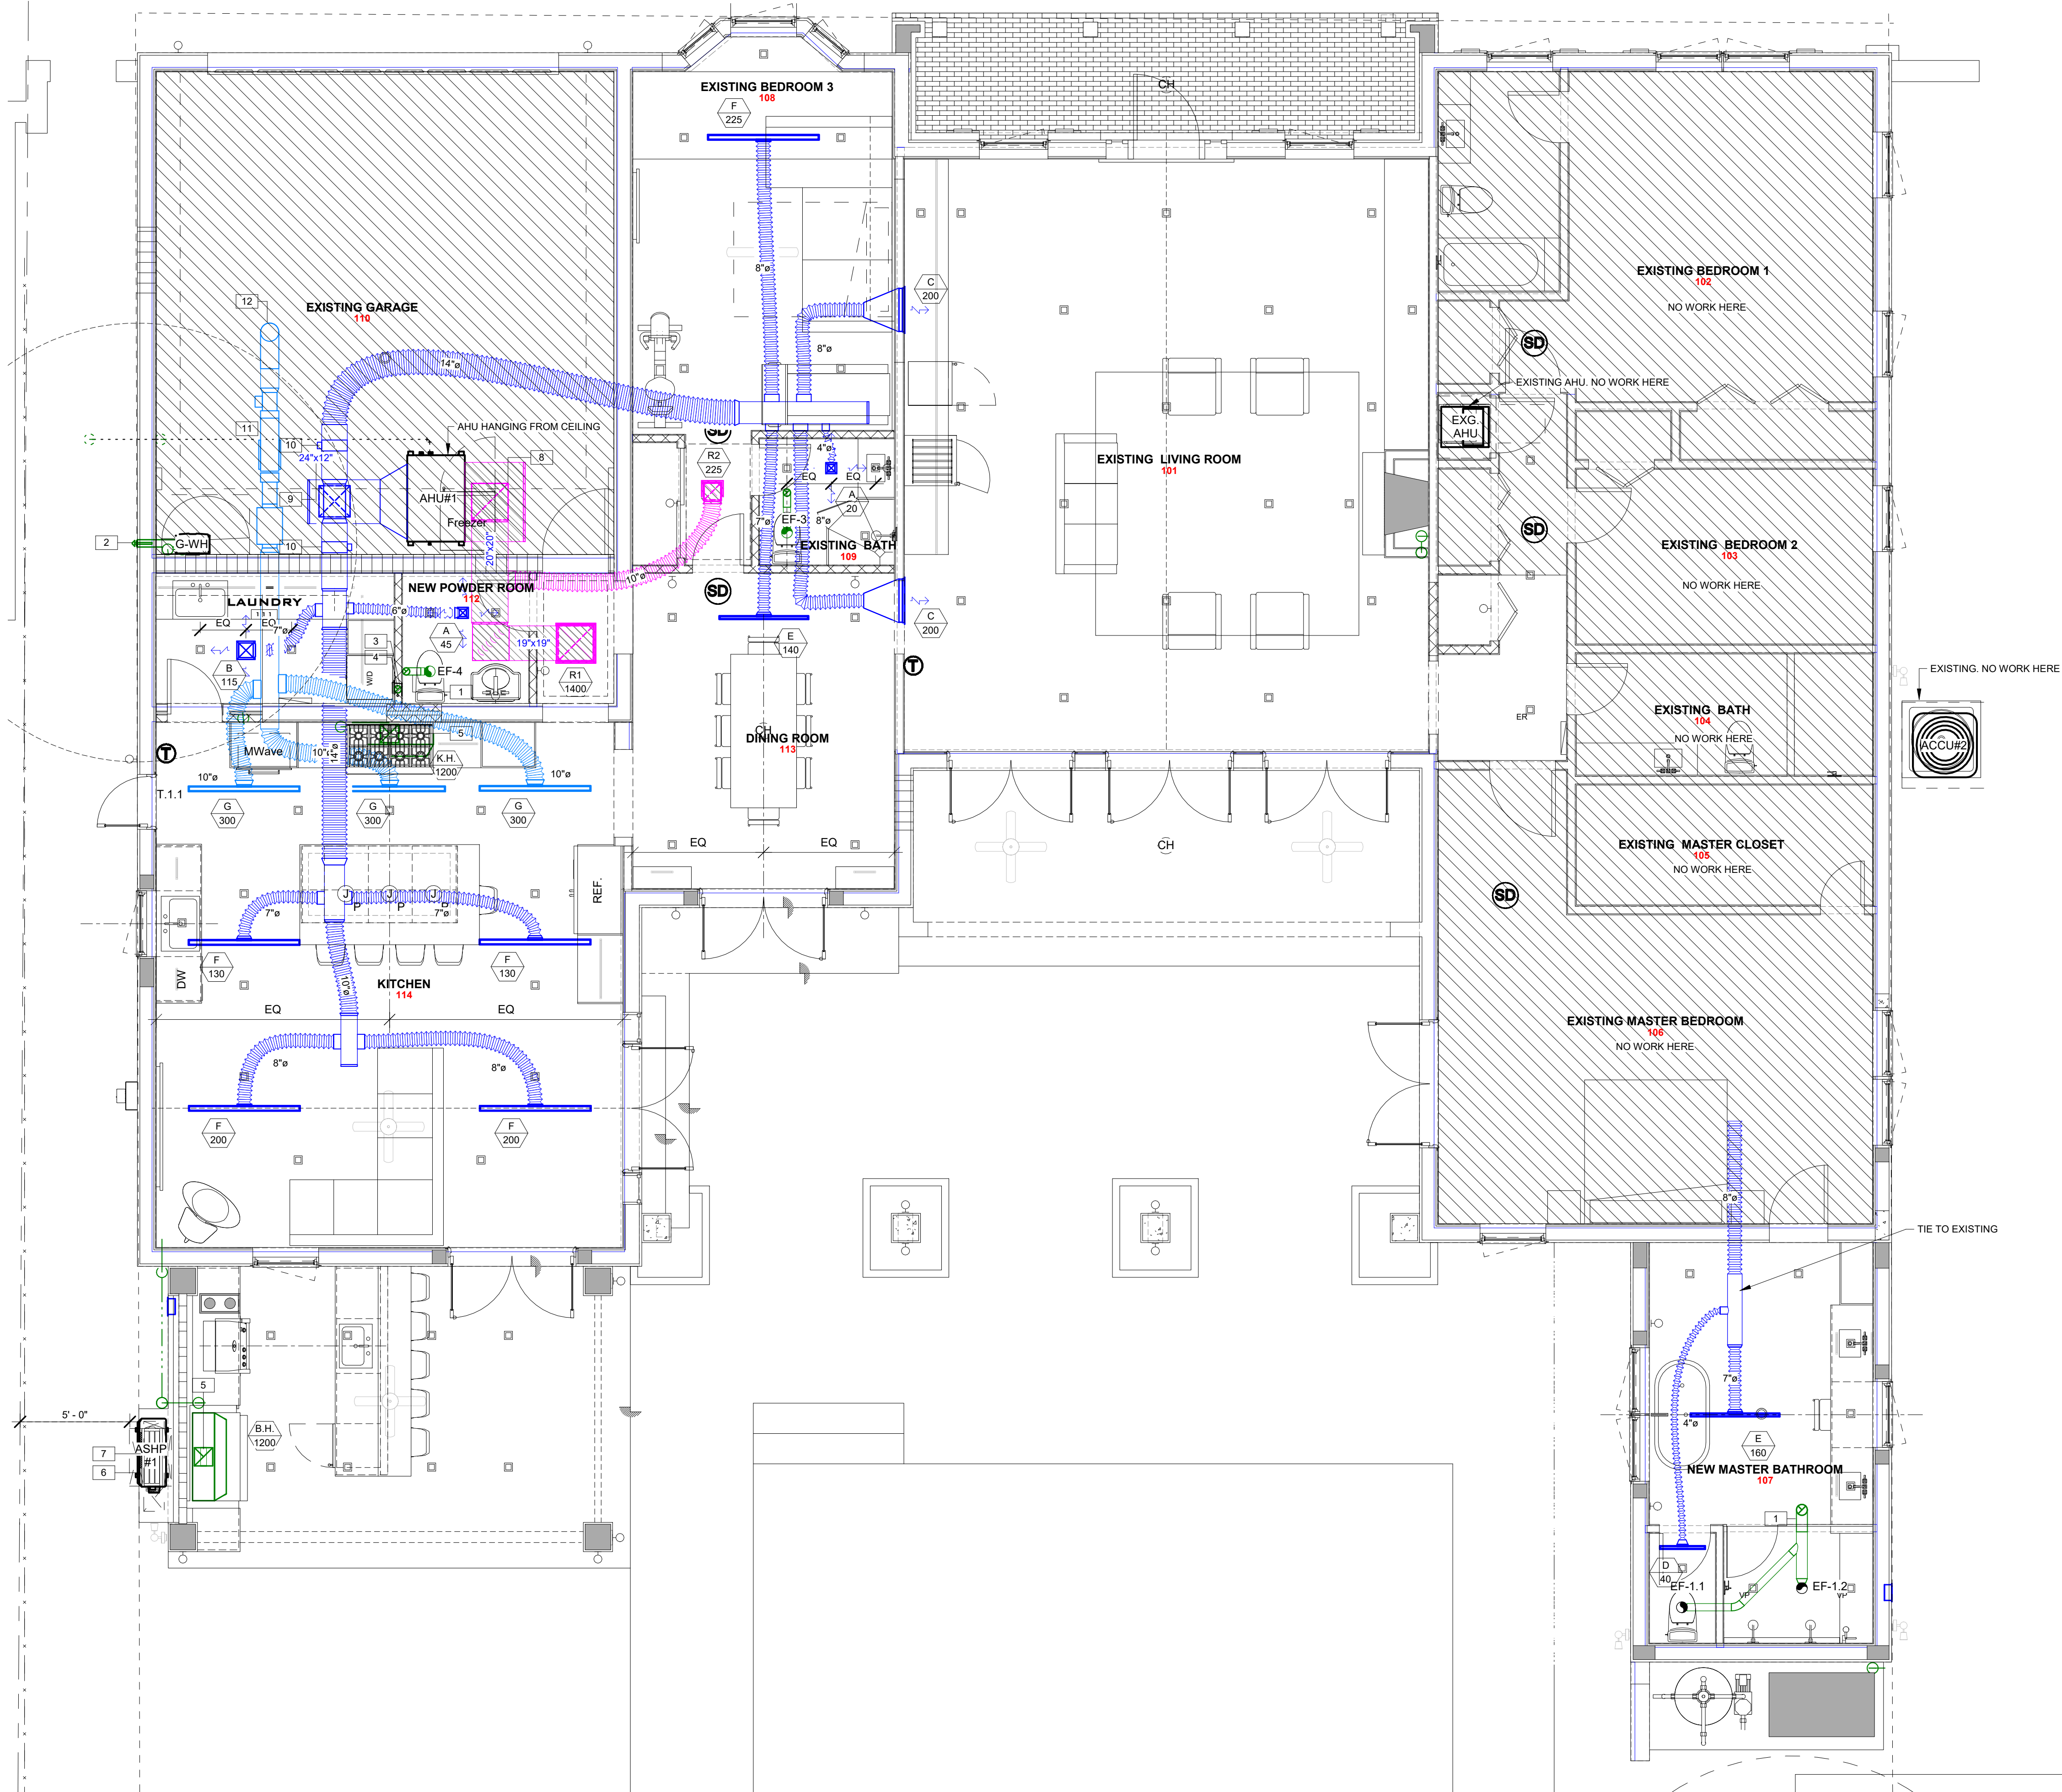 CH
EXISTING BEDROOM 3
108
F
225
EXISTING BEDROOM 1
102
NO WORK HERE
8"ø
C
200
12
EXISTING GARAGE
110
SD
8"ø
14"ø
EXISTING AHU. NO WORK HERE
EXG.
AHU
11
10
24"x12"
AHU HANGING FROM CEILING
8
SD
R2
225
4"ø
EXISTING LIVING ROOM
101
EQ
EQ
9
AHU#1
Freezer
A
20
7"ø
EF-3
8"ø
SD
2
G-WH
10
20"x20"
EXISTING BATH
109
EXISTING BEDROOM 2
103
NO WORK HERE
10"ø
SD
NEW POWDER ROOM
112
LAUNDRY
111
6"ø
C
200
EQ
EQ
7"ø
A
45
3
4
W/D
19"x19"
E
140
T
B
115
EF-4
1
R1
1400
EXISTING. NO WORK HERE
EXISTING BATH
104
NO WORK HERE
ER
CH
DINING ROOM
113
5
T
MWave
10"ø
14"ø
K.H.
1200
ACCU#2
10"ø
10"ø
T.1.1
G
300
G
300
G
300
EQ
EQ
CH
EXISTING MASTER CLOSET
105
NO WORK HERE
REF.
J
J
J
P
P
P
7"ø
7"ø
SD
F
130
F
130
DW
10"ø
KITCHEN
114
EQ
EQ
EXISTING MASTER BEDROOM
106
NO WORK HERE
8"ø
8"ø
F
200
F
200
8"ø
TIE TO EXISTING
7"ø
5
5' - 0"
4"ø
B.H.
1200
E
160
7
ASHP
#1
6
NEW MASTER BATHROOM
107
1
D
40
EF-1.1
EF-1.2
VP
VP